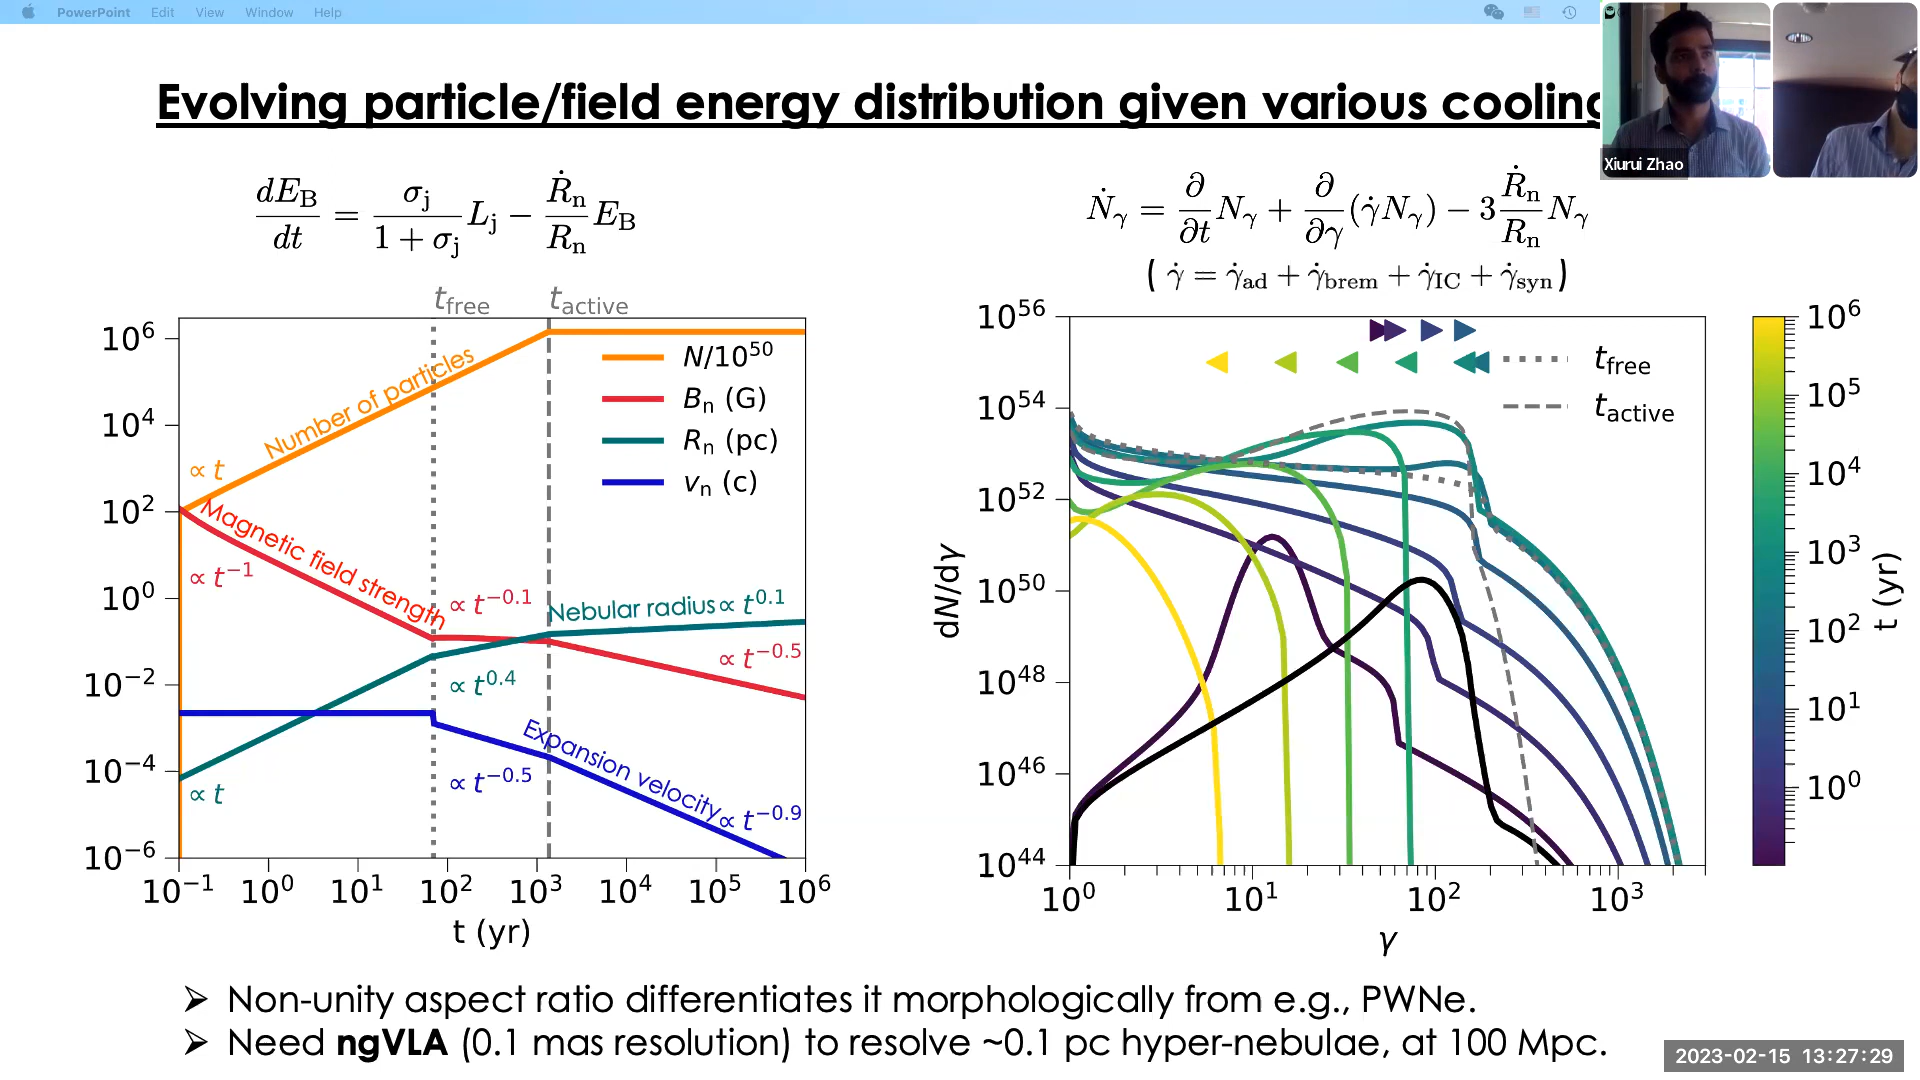 PowerPoint Edit View Window Help
Evolving particle/field energy distribution given various cooling
Xiurui Zhao
dE_B/dt = σ_j/(1 + σ_j) L_j − Ṙ_n/R_n E_B
Ṅ_γ = ∂/∂t N_γ + ∂/∂γ (γ̇N_γ) − 3 Ṙ_n/R_n N_γ
( γ̇ = γ̇_ad + γ̇_brem + γ̇_IC + γ̇_syn )
t_free t_active
10^6
10^4
10^2
10^0
10^−2
10^−4
10^−6
N/10^50
B_n (G)
R_n (pc)
v_n (c)
Number of particles
∝ t
Magnetic field strength
∝ t^−1
∝ t^−0.1
Nebular radius ∝ t^0.1
∝ t^−0.5
∝ t^0.4
Expansion velocity ∝ t^−0.9
∝ t^−0.5
∝ t
10^−1 10^0 10^1 10^2 10^3 10^4 10^5 10^6
t (yr)
10^56
10^54
10^52
10^50
10^48
10^46
10^44
dN/dγ
t_free
t_active
10^0 10^1 10^2 10^3
γ
10^6
10^5
10^4
10^3
10^2
10^1
10^0
t (yr)
➢ Non-unity aspect ratio differentiates it morphologically from e.g., PWNe.
➢ Need ngVLA (0.1 mas resolution) to resolve ~0.1 pc hyper-nebulae, at 100 Mpc.
2023-02-15 13:27:29